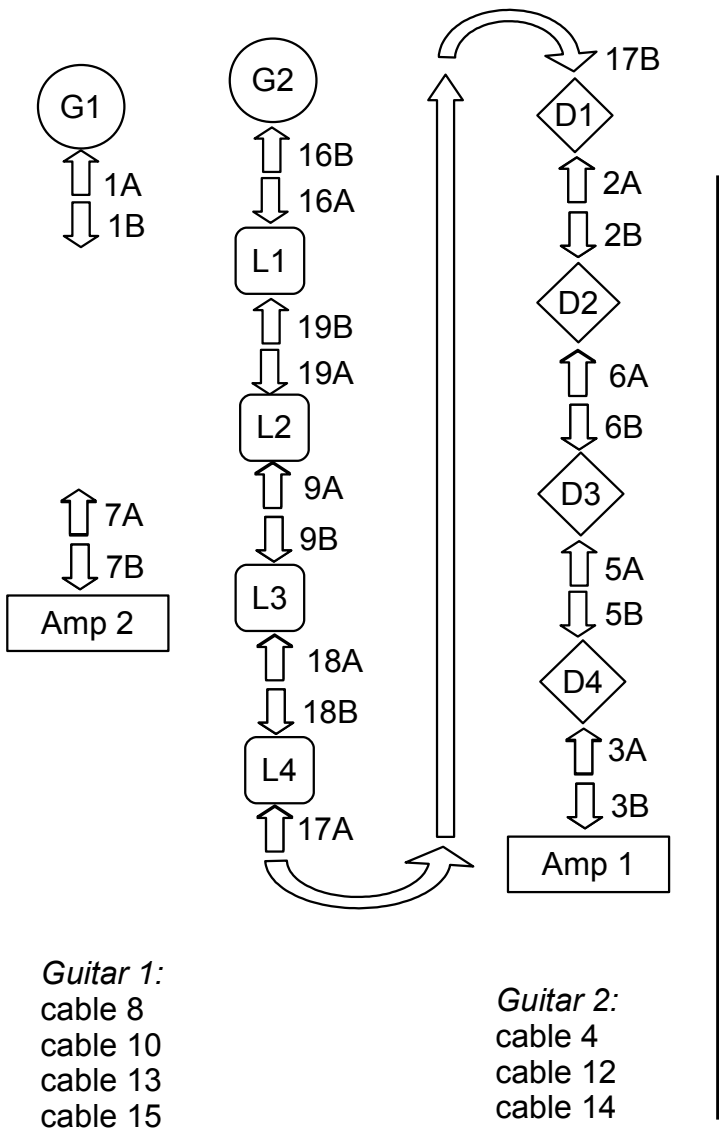 G1
1A
1B
7A
7B
Amp 2
G2
16B
16A
L1
19B
19A
L2
9A
9B
L3
18A
18B
L4
17A
17B
D1
2A
2B
D2
6A
6B
D3
5A
5B
D4
3A
3B
Amp 1
Guitar 1:
cable 8
cable 10
cable 13
cable 15
Guitar 2:
cable 4
cable 12
cable 14